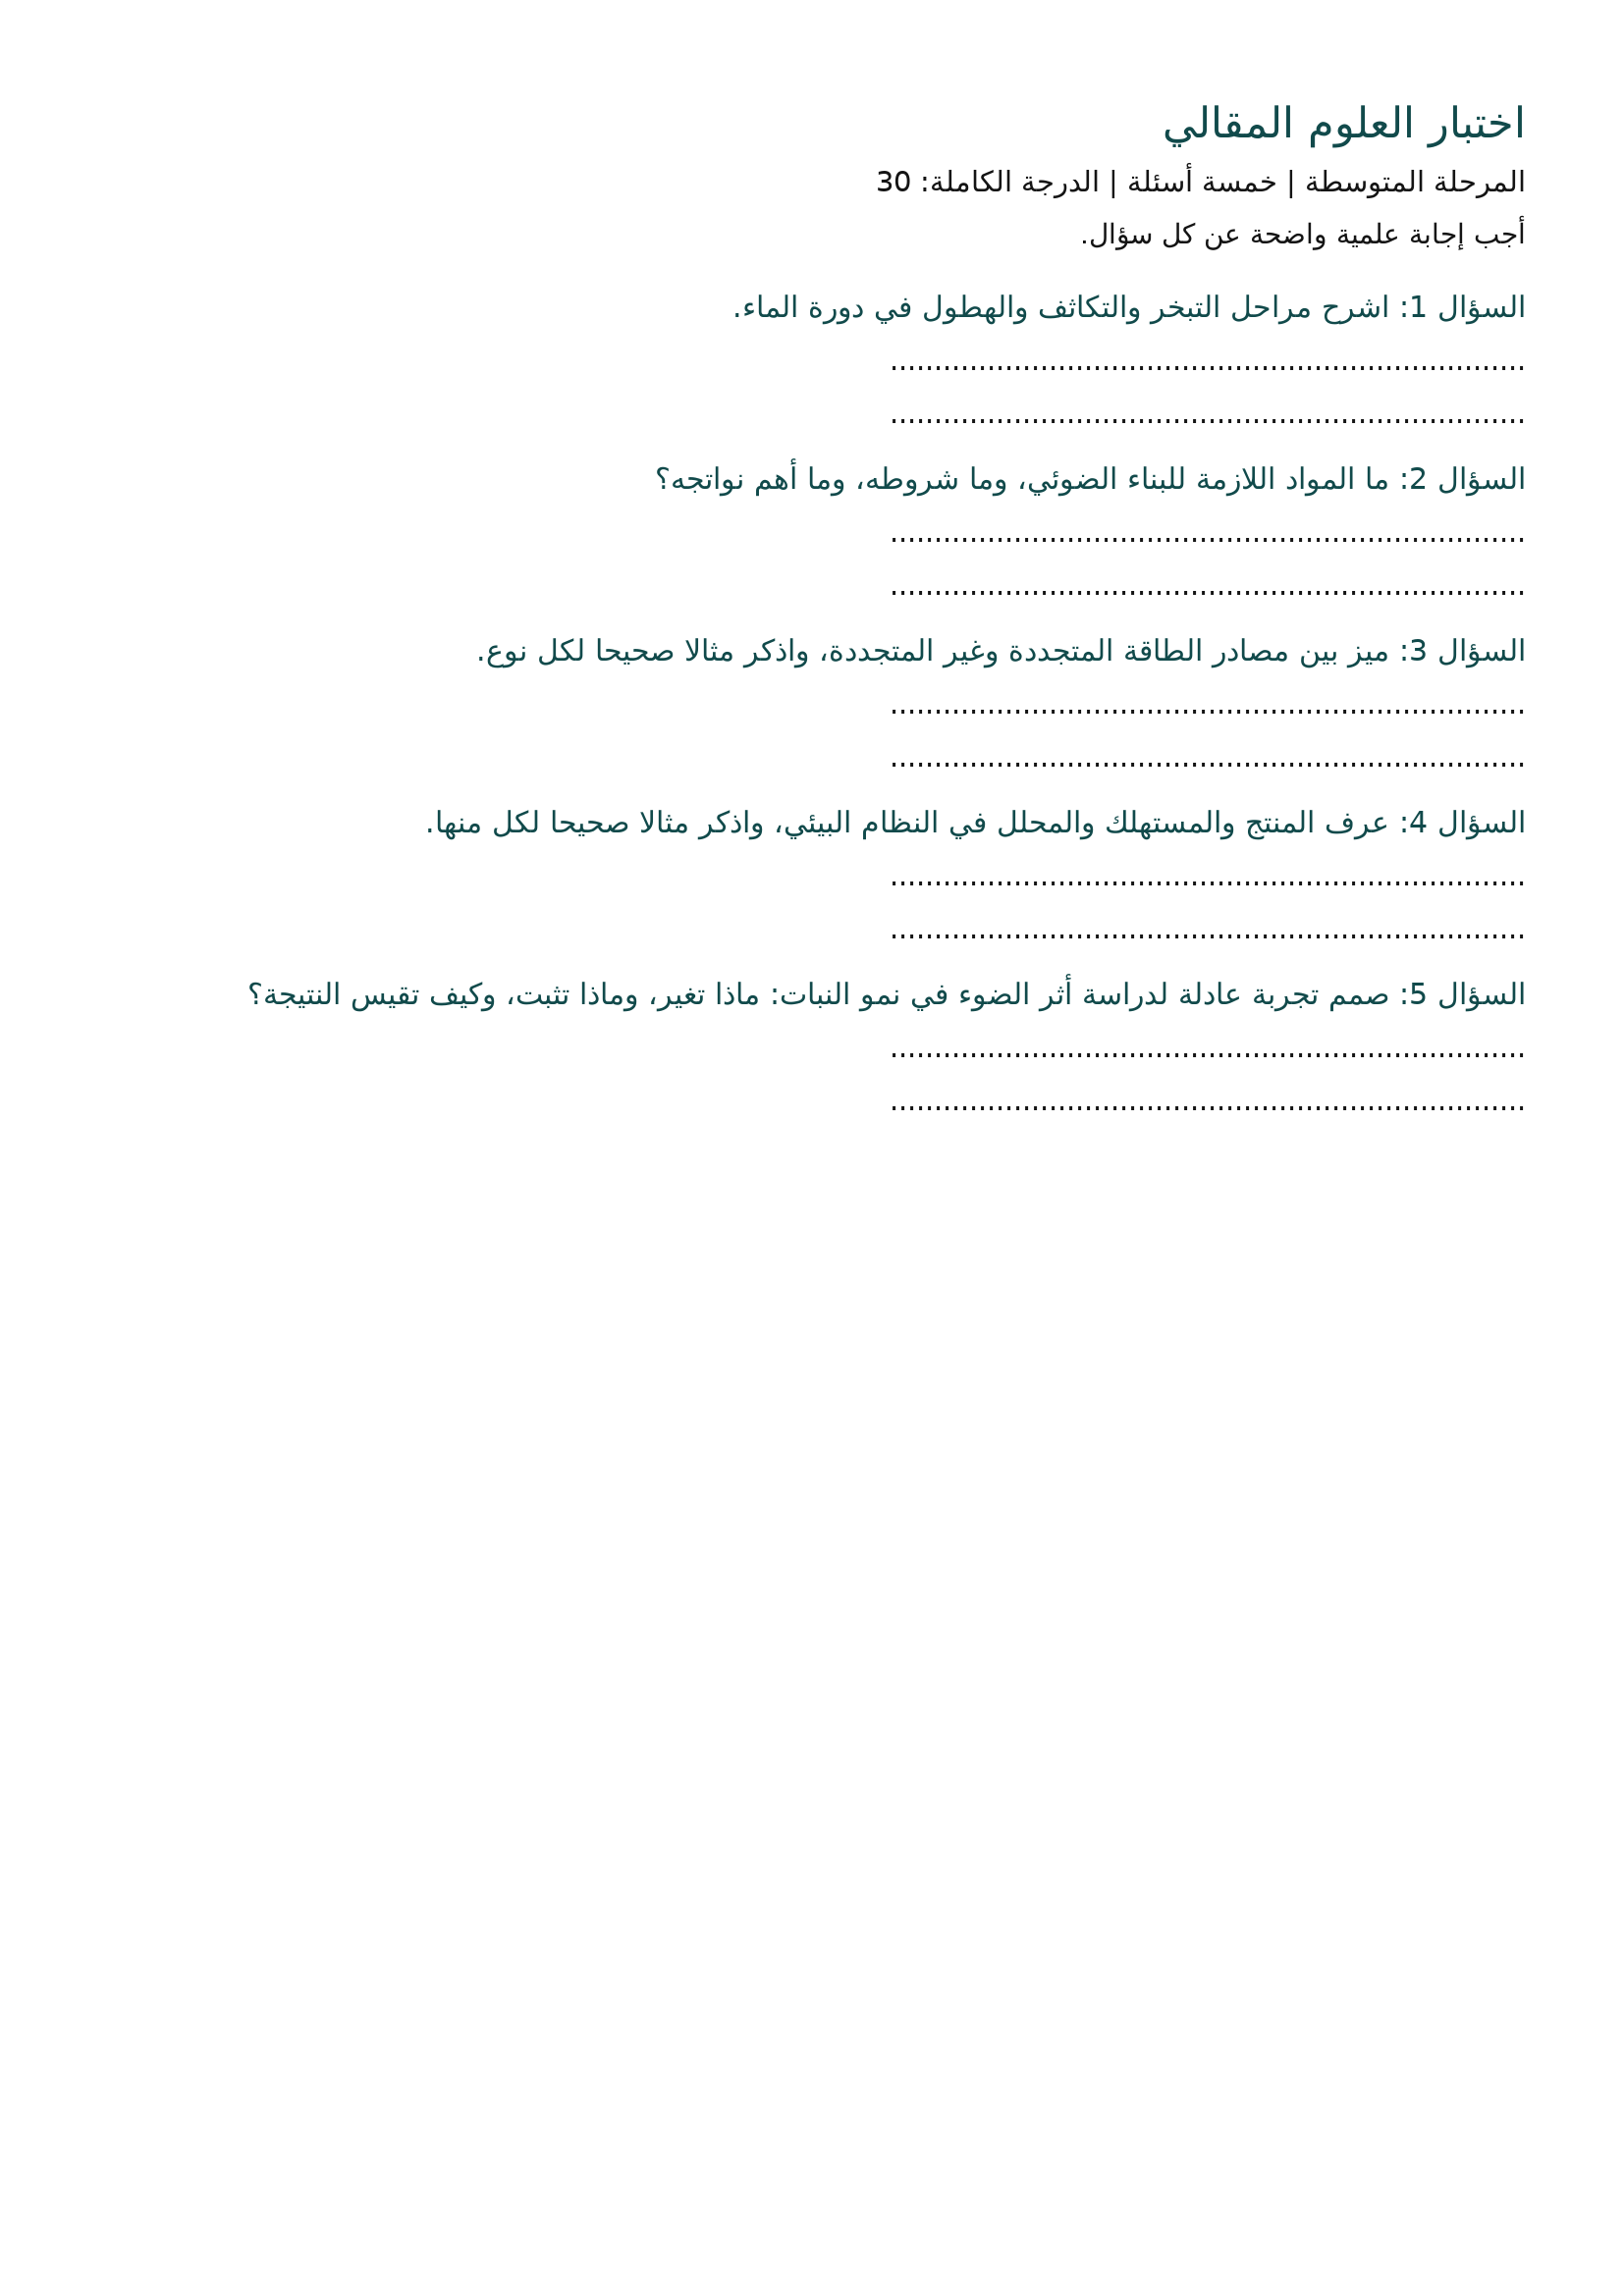 اختبار العلوم المقالي
المرحلة المتوسطة | خمسة أسئلة | الدرجة الكاملة: 30
أجب إجابة علمية واضحة عن كل سؤال.
السؤال 1: اشرح مراحل التبخر والتكاثف والهطول في دورة الماء.
........................................................................
........................................................................
السؤال 2: ما المواد اللازمة للبناء الضوئي، وما شروطه، وما أهم نواتجه؟
........................................................................
........................................................................
السؤال 3: ميز بين مصادر الطاقة المتجددة وغير المتجددة، واذكر مثالا صحيحا لكل نوع.
........................................................................
........................................................................
السؤال 4: عرف المنتج والمستهلك والمحلل في النظام البيئي، واذكر مثالا صحيحا لكل منها.
........................................................................
........................................................................
السؤال 5: صمم تجربة عادلة لدراسة أثر الضوء في نمو النبات: ماذا تغير، وماذا تثبت، وكيف تقيس النتيجة؟
........................................................................
........................................................................